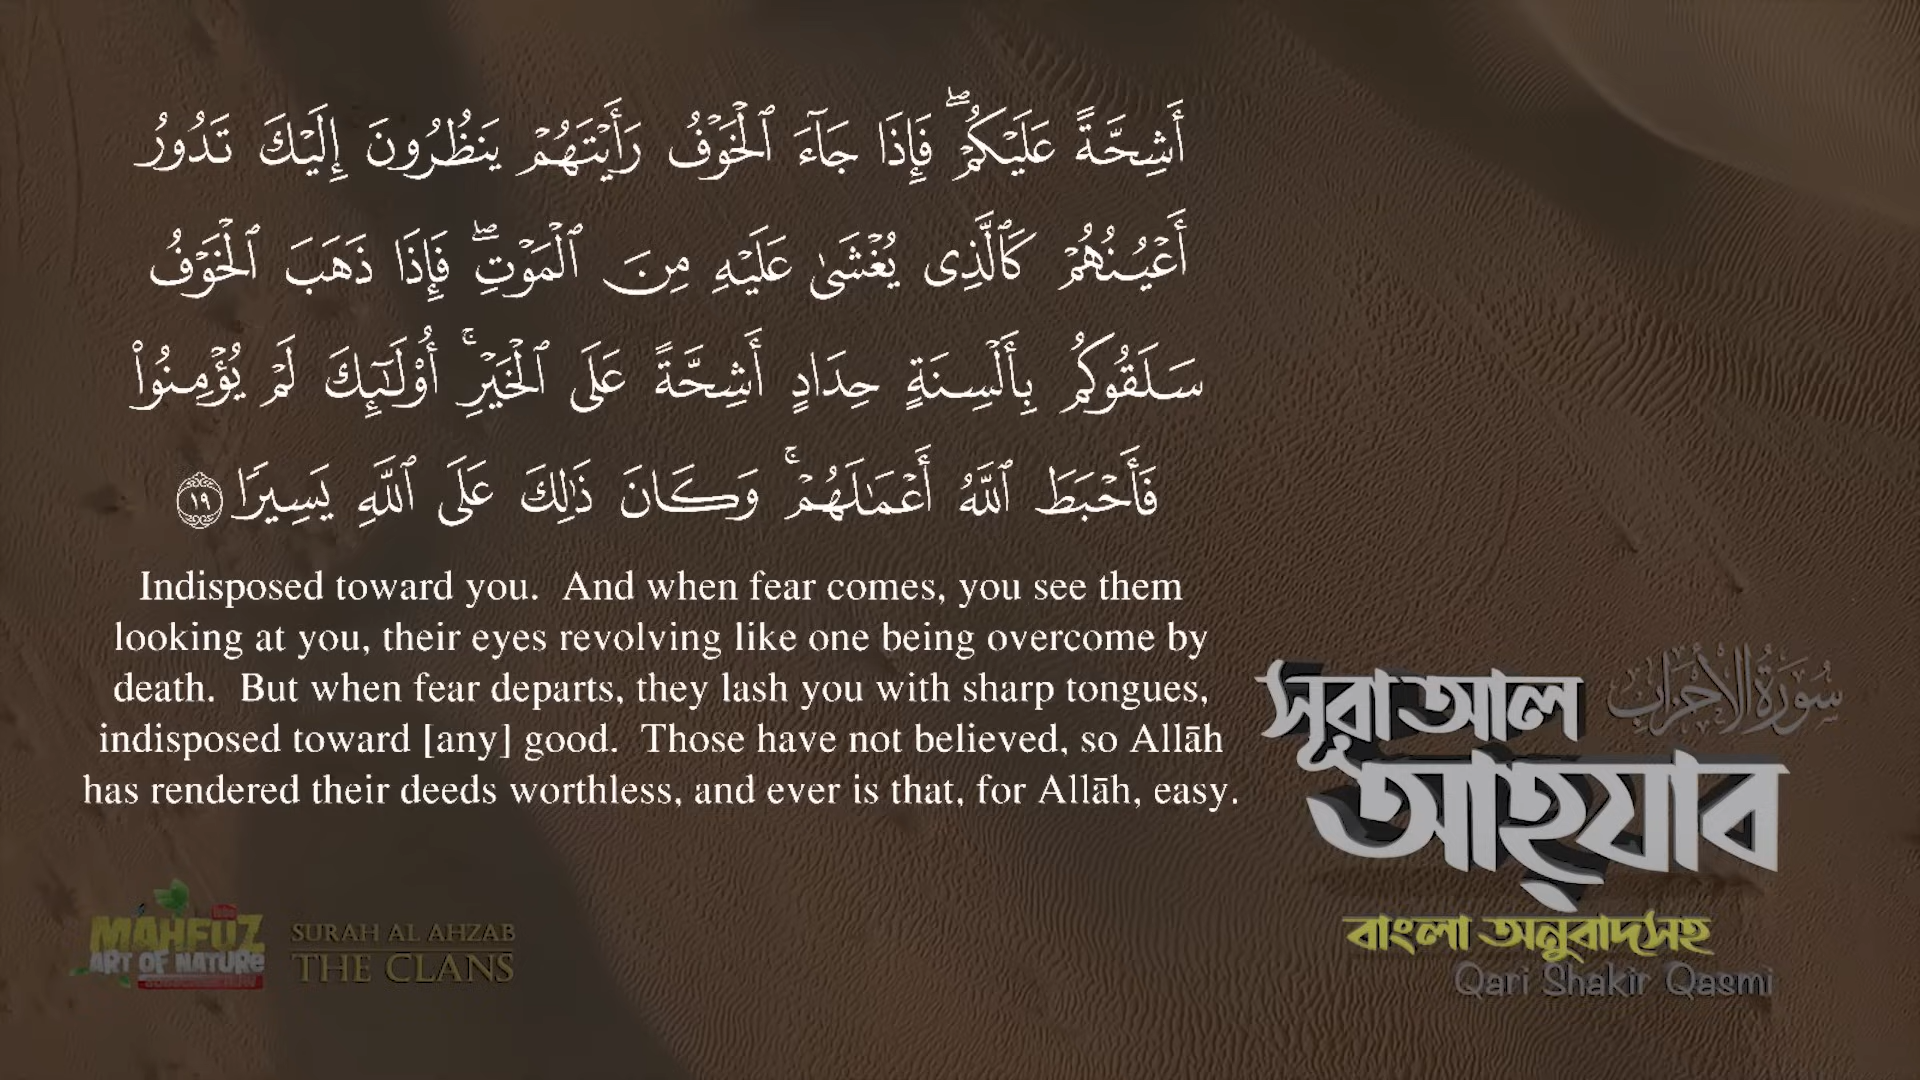 أَشِحَّةً عَلَيْكُمْ ۖ فَإِذَا جَآءَ ٱلْخَوْفُ رَأَيْتَهُمْ يَنظُرُونَ إِلَيْكَ تَدُورُ
أَعْيُنُهُمْ كَٱلَّذِى يُغْشَىٰ عَلَيْهِ مِنَ ٱلْمَوْتِ ۖ فَإِذَا ذَهَبَ ٱلْخَوْفُ
سَلَقُوكُم بِأَلْسِنَةٍ حِدَادٍ أَشِحَّةً عَلَى ٱلْخَيْرِ ۚ أُو۟لَـٰٓئِكَ لَمْ يُؤْمِنُوا۟
فَأَحْبَطَ ٱللَّهُ أَعْمَـٰلَهُمْ ۚ وَكَانَ ذَٰلِكَ عَلَى ٱللَّهِ يَسِيرًا ١٩
Indisposed toward you. And when fear comes, you see them
looking at you, their eyes revolving like one being overcome by
death. But when fear departs, they lash you with sharp tongues,
indisposed toward [any] good. Those have not believed, so Allāh
has rendered their deeds worthless, and ever is that, for Allāh, easy.
سورة الأحزاب
সূরা আল
আহযাব
বাংলা অনুবাদসহ
Qari Shakir Qasmi
MAHFUZ
ART OF NATURE
SURAH AL AHZAB
THE CLANS